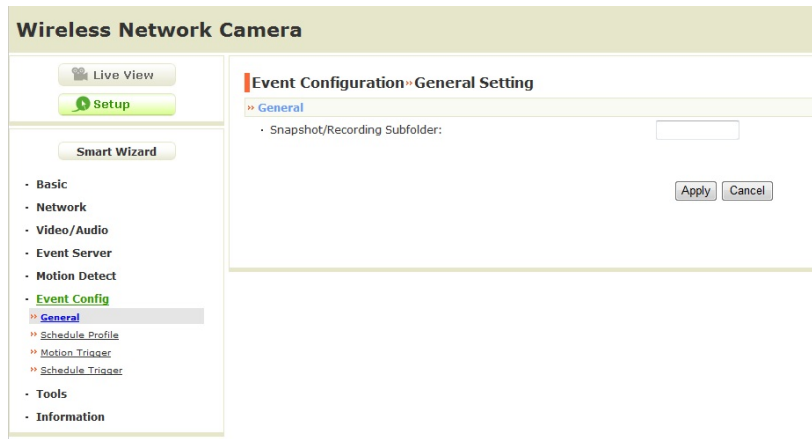 Wireless Network Camera
Live View
Setup
Smart Wizard
· Basic
· Network
· Video/Audio
· Event Server
· Motion Detect
· Event Config
» General
» Schedule Profile
» Motion Trigger
» Schedule Trigger
· Tools
· Information
Event Configuration» General Setting
» General
· Snapshot/Recording Subfolder:
Apply Cancel